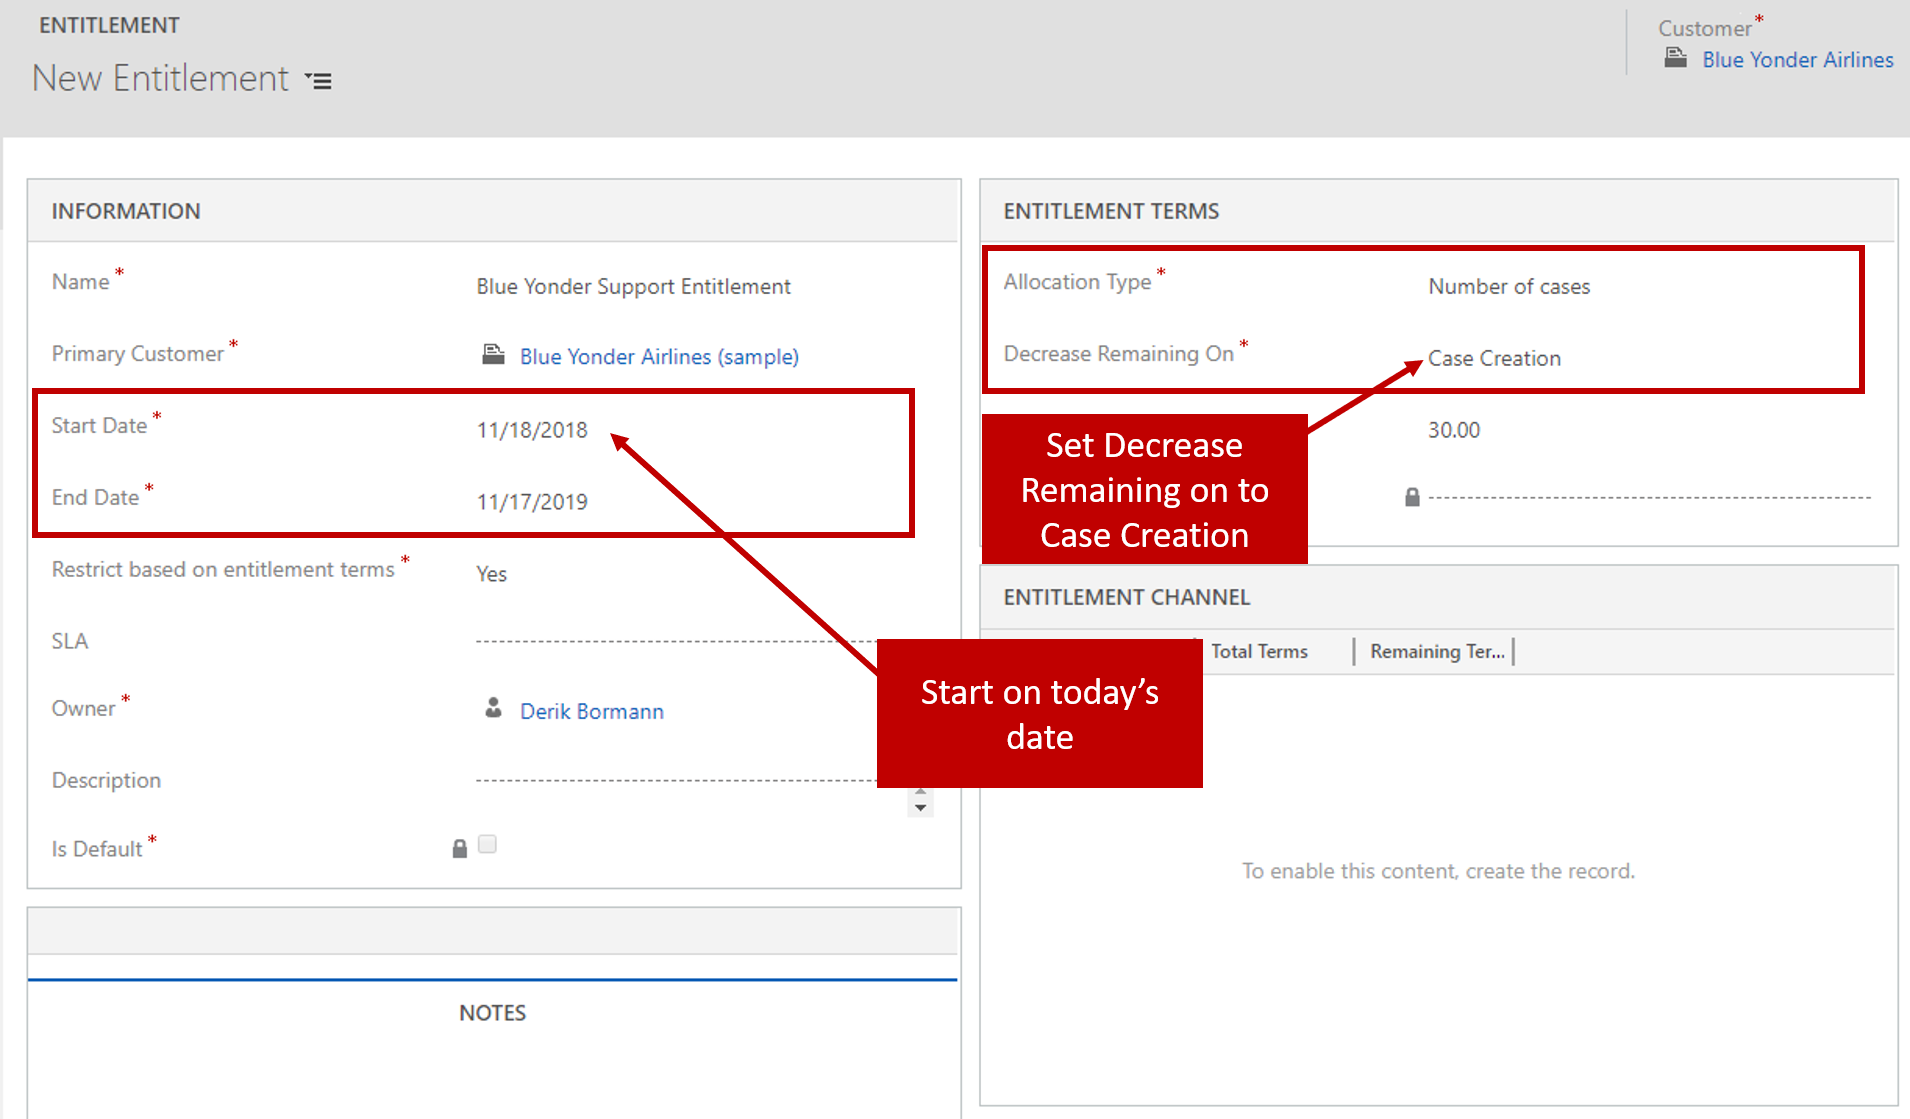 ENTITLEMENT
New Entitlement
Customer *
Blue Yonder Airlines
INFORMATION
Name *
Blue Yonder Support Entitlement
Primary Customer *
Blue Yonder Airlines (sample)
Start Date *
11/18/2018
End Date *
11/17/2019
Restrict based on entitlement terms *
Yes
SLA
Owner *
Derik Bormann
Description
Is Default *
NOTES
ENTITLEMENT TERMS
Allocation Type *
Number of cases
Decrease Remaining On *
Case Creation
30.00
Set Decrease
Remaining on to
Case Creation
ENTITLEMENT CHANNEL
Total Terms
Remaining Ter...
Start on today’s
date
To enable this content, create the record.